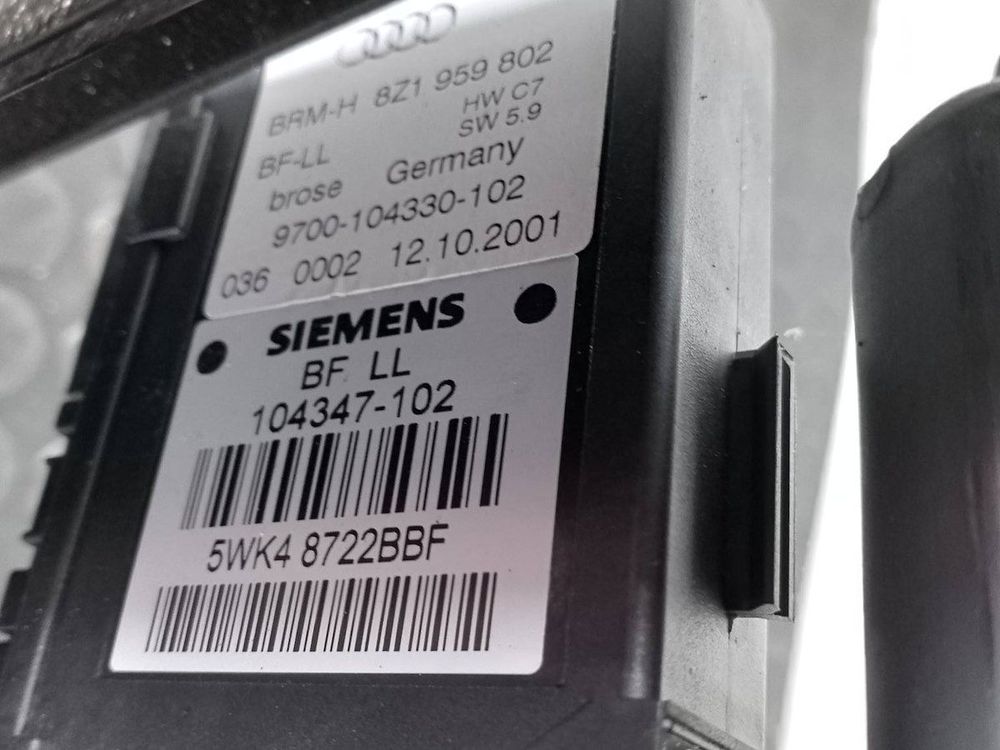 BRM-H 8Z1 959 802
HW C7
BF-LL SW 5.9
brose Germany
9700-104330-102
036 0002 12.10.2001
SIEMENS
BF LL
104347-102
5WK4 8722BBF